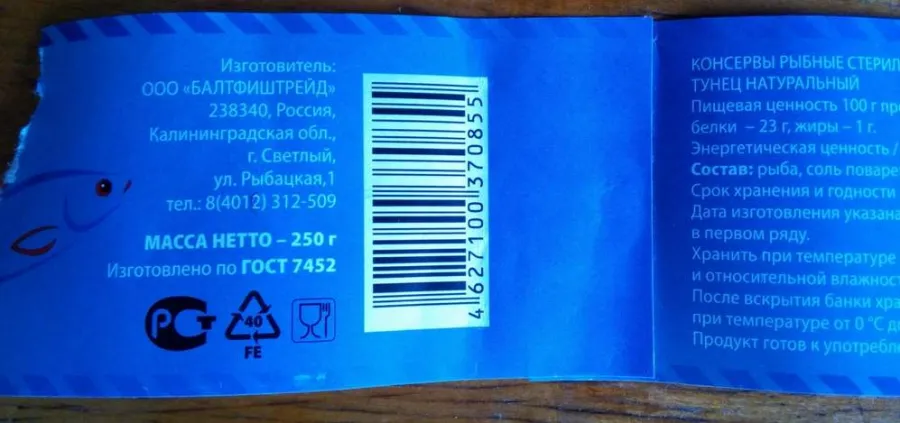 Изготовитель:
ООО «БАЛТФИШТРЕЙД»
238340, Россия,
Калининградская обл.,
г. Светлый,
ул. Рыбацкая,1
тел.: 8(4012) 312-509
МАССА НЕТТО – 250 г
Изготовлено по ГОСТ 7452
РСТ
40
FE
4 627100 370855
КОНСЕРВЫ РЫБНЫЕ СТЕРИЛ
ТУНЕЦ НАТУРАЛЬНЫЙ
Пищевая ценность 100 г пр
белки – 23 г, жиры – 1 г.
Энергетическая ценность /
Состав: рыба, соль поваре
Срок хранения и годности
Дата изготовления указана
в первом ряду.
Хранить при температуре
и относительной влажнос
После вскрытия банки хра
при температуре от 0 °С д
Продукт готов к употребл